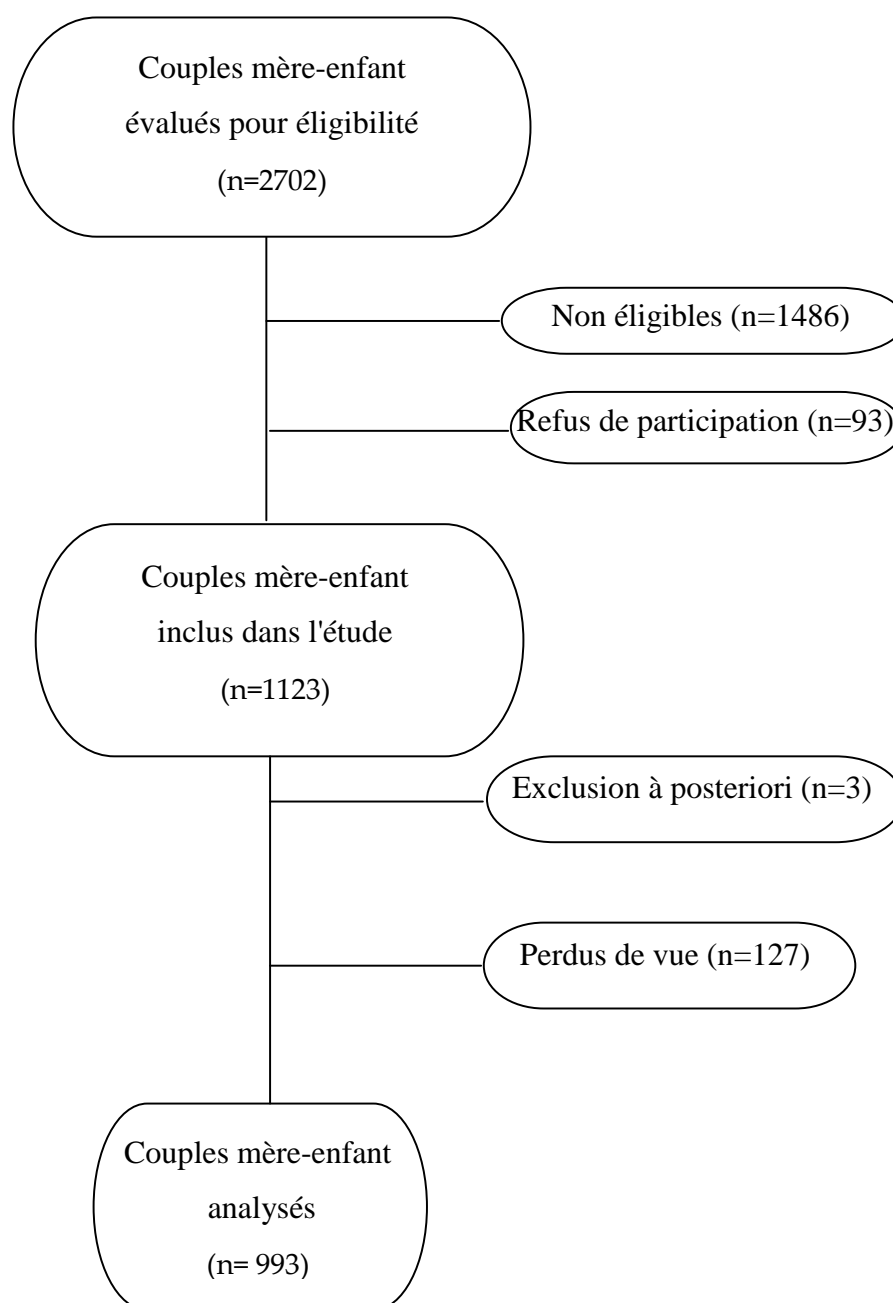 Couples mère-enfant
évalués pour éligibilité
(n=2702)
Non éligibles (n=1486)
Refus de participation (n=93)
Couples mère-enfant
inclus dans l'étude
(n=1123)
Exclusion à posteriori (n=3)
Perdus de vue (n=127)
Couples mère-enfant
analysés
(n= 993)